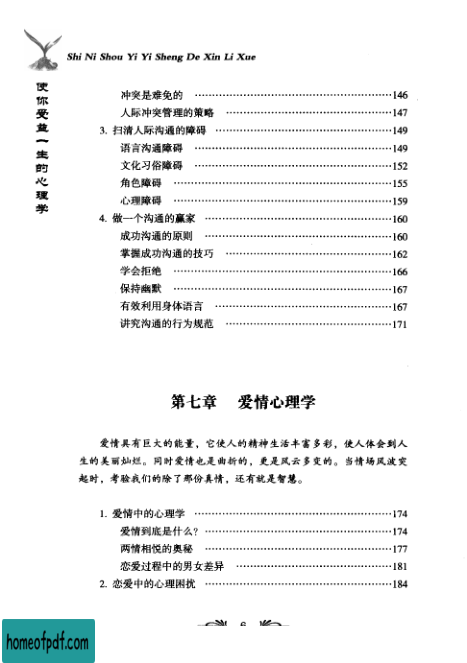 Shi Ni Shou Yi Yi Sheng De Xin Li Xue
使你受益一生的心理学
冲突是难免的 ……………………………………146
人际冲突管理的策略 ……………………………147
3. 扫清人际沟通的障碍 ……………………………149
语言沟通障碍 ……………………………………149
文化习俗障碍 ……………………………………152
角色障碍 …………………………………………155
心理障碍 …………………………………………159
4. 做一个沟通的赢家 ………………………………160
成功沟通的原则 …………………………………160
掌握成功沟通的技巧 ……………………………162
学会拒绝 …………………………………………166
保持幽默 …………………………………………167
有效利用身体语言 ………………………………167
讲究沟通的行为规范 ……………………………171
第七章 爱情心理学
爱情具有巨大的能量，它使人的精神生活丰富多彩，使人体会到人
生的美丽灿烂。同时爱情也是曲折的，更是风云多变的。当情场风波突
起时，考验我们的除了那份真情，还有就是智慧。
1. 爱情中的心理学 …………………………………174
爱情到底是什么? …………………………………174
两情相悦的奥秘 …………………………………177
恋爱过程中的男女差异 …………………………181
2. 恋爱中的心理困扰 ………………………………184
6
homeofpdf.com